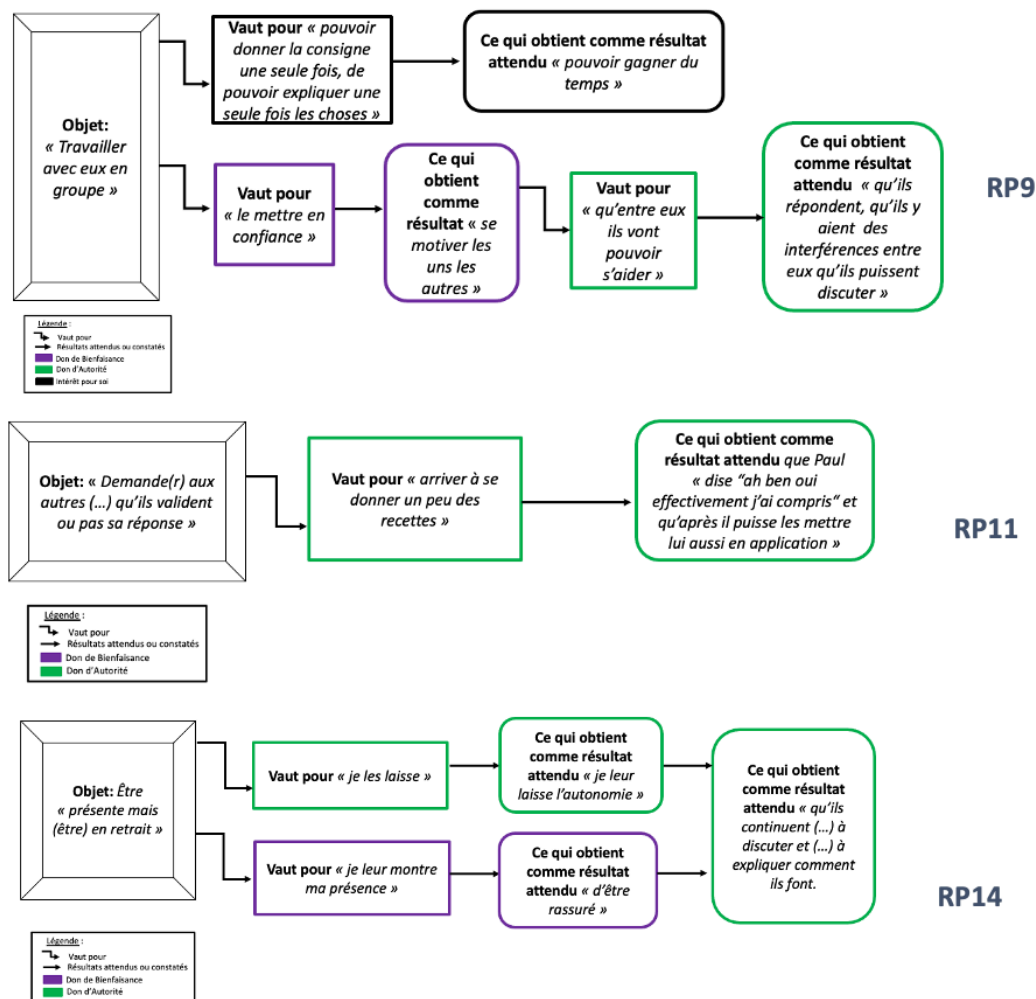 Objet:
« Travailler
avec eux en
groupe »
Vaut pour « pouvoir
donner la consigne
une seule fois, de
pouvoir expliquer une
seule fois les choses »
Ce qui obtient comme résultat
attendu « pouvoir gagner du
temps »
Vaut pour
« le mettre en
confiance »
Ce qui
obtient
comme
résultat « se
motiver les
uns les
autres »
Vaut pour
« qu’entre eux
ils vont
pouvoir
s’aider »
Ce qui obtient
comme résultat
attendu « qu’ils
répondent, qu’ils y
aient des
interférences entre
eux qu’ils puissent
discuter »
RP9
Légende :
Vaut pour
Résultats attendus ou constatés
Don de Bienfaisance
Don d’Autorité
Intérêt pour soi
Objet: « Demande(r) aux
autres (…) qu’ils valident
ou pas sa réponse »
Vaut pour « arriver à se
donner un peu des
recettes »
Ce qui obtient comme
résultat attendu que Paul
« dise “ah ben oui
effectivement j’ai compris“ et
qu’après il puisse les mettre
lui aussi en application »
RP11
Légende :
Vaut pour
Résultats attendus ou constatés
Don de Bienfaisance
Don d’Autorité
Objet: Être
« présente mais
(être) en retrait »
Vaut pour « je les laisse »
Ce qui obtient
comme résultat
attendu « je leur
laisse l’autonomie »
Vaut pour « je leur montre
ma présence »
Ce qui obtient
comme résultat
attendu « d’être
rassuré »
Ce qui obtient
comme résultat
attendu « qu’ils
continuent (…) à
discuter et (…) à
expliquer comment
ils font.
RP14
Légende :
Vaut pour
Résultats attendus ou constatés
Don de Bienfaisance
Don d’Autorité